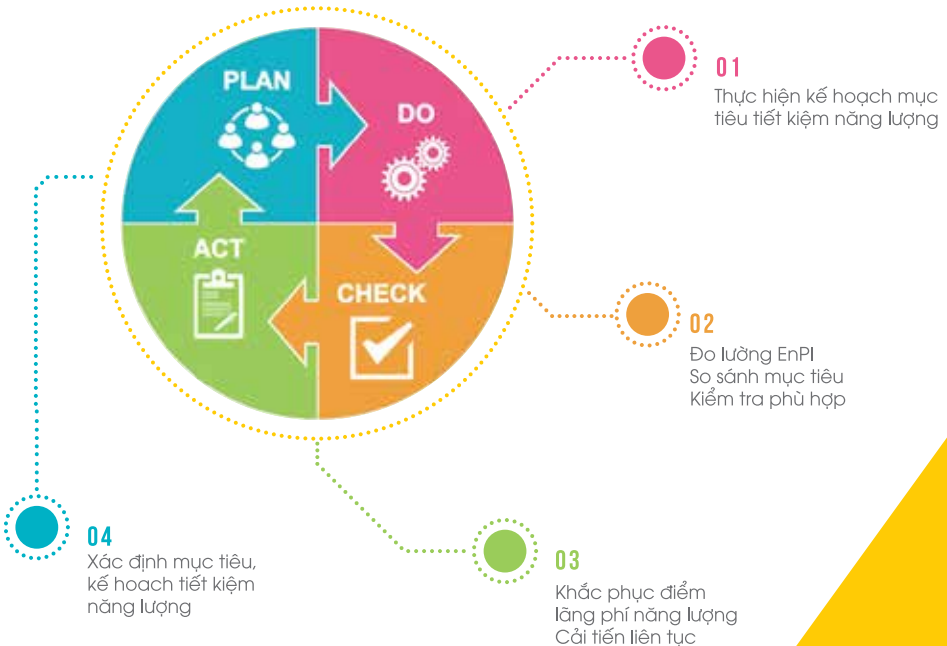 PLAN
DO
ACT
CHECK
01
Thực hiện kế hoạch mục
tiêu tiết kiệm năng lượng
02
Đo lường EnPI
So sánh mục tiêu
Kiểm tra phù hợp
03
Khắc phục điểm
lãng phí năng lượng
Cải tiến liên tục
04
Xác định mục tiêu,
kế hoach tiết kiệm
năng lượng